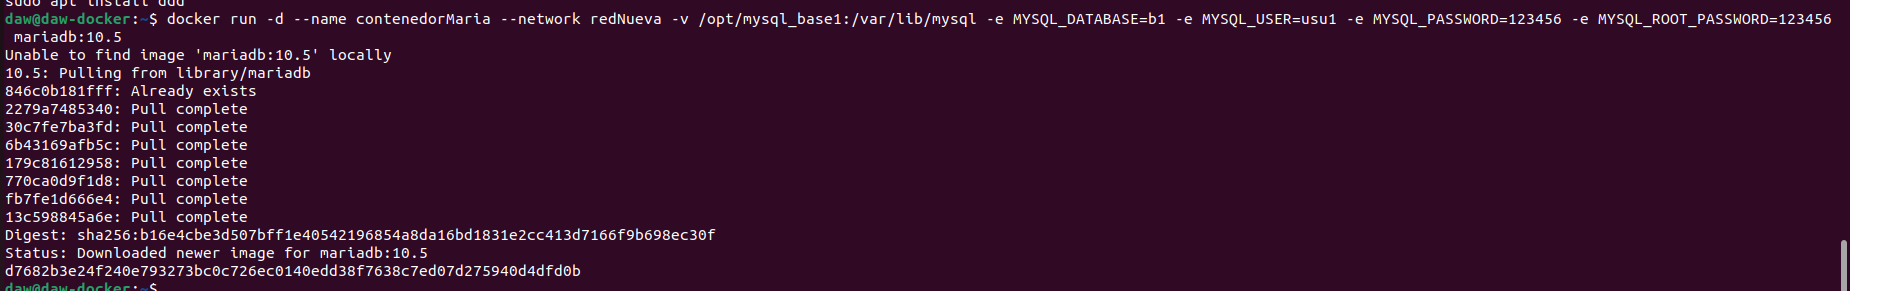 sudo apt install ddd
daw@daw-docker:~$ docker run -d --name contenedorMaria --network redNueva -v /opt/mysql_base1:/var/lib/mysql -e MYSQL_DATABASE=b1 -e MYSQL_USER=usu1 -e MYSQL_PASSWORD=123456 -e MYSQL_ROOT_PASSWORD=123456
mariadb:10.5
Unable to find image 'mariadb:10.5' locally
10.5: Pulling from library/mariadb
846c0b181fff: Already exists
2279a7485340: Pull complete
30c7fe7ba3fd: Pull complete
6b43169afb5c: Pull complete
179c81612958: Pull complete
770ca0d9f1d8: Pull complete
fb7fe1d666e4: Pull complete
13c598845a6e: Pull complete
Digest: sha256:b16e4cbe3d507bff1e40542196854a8da16bd1831e2cc413d7166f9b698ec30f
Status: Downloaded newer image for mariadb:10.5
d7682b3e24f240e793273bc0c726ec0140edd38f7638c7ed07d275940d4dfd0b
daw@daw-docker:~$